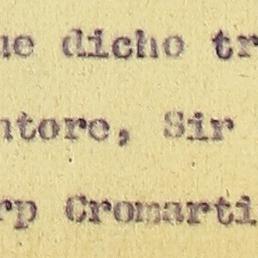 ue dicho tr
ntore, Sir
rp Cromarti